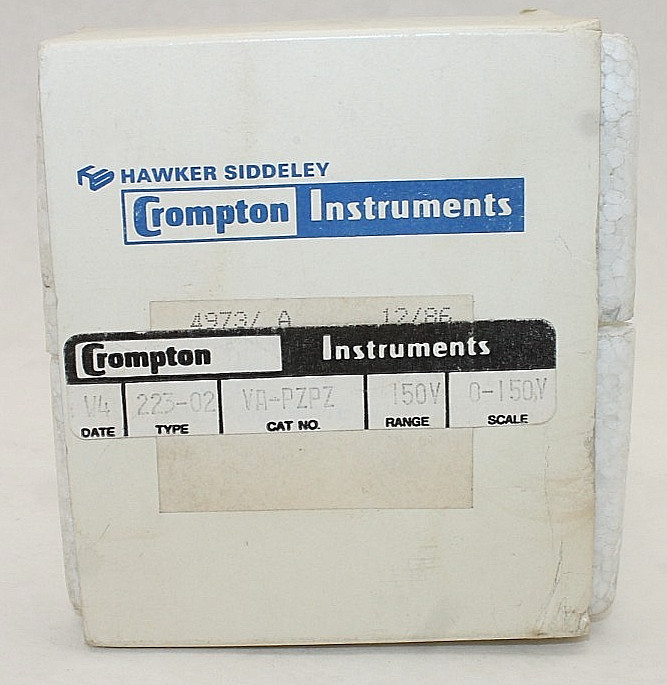 HAWKER SIDDELEY
Crompton Instruments
4973/ A 12/86
Crompton Instruments
W4 223-02 VA-PZPZ 150V 0-150V
DATE TYPE CAT NO. RANGE SCALE